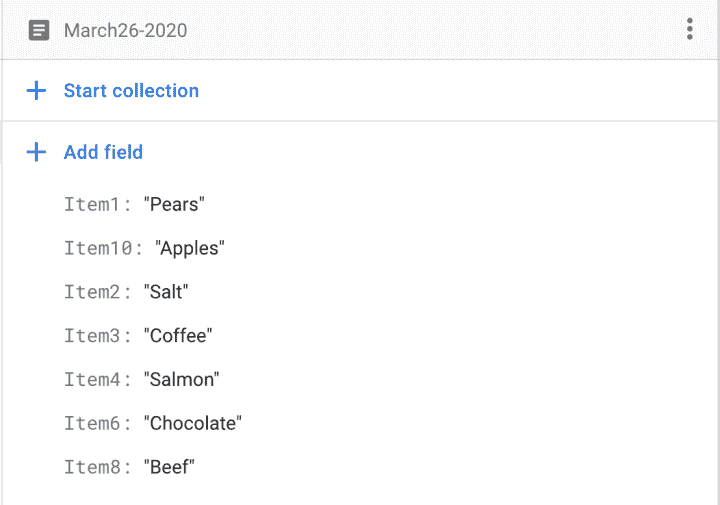 March26-2020
Start collection
Add field
Item1: "Pears"
Item10: "Apples"
Item2: "Salt"
Item3: "Coffee"
Item4: "Salmon"
Item6: "Chocolate"
Item8: "Beef"